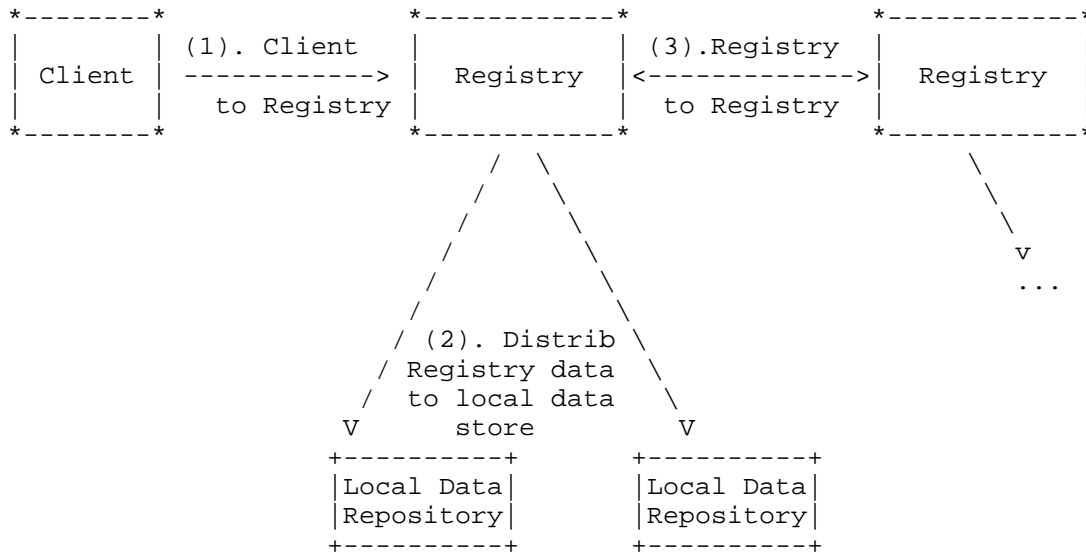 (1). Client (3).Registry
Client Registry Registry
to Registry to Registry
v
...
(2). Distrib
Registry data
to local data
V store V
Local Data Local Data
Repository Repository